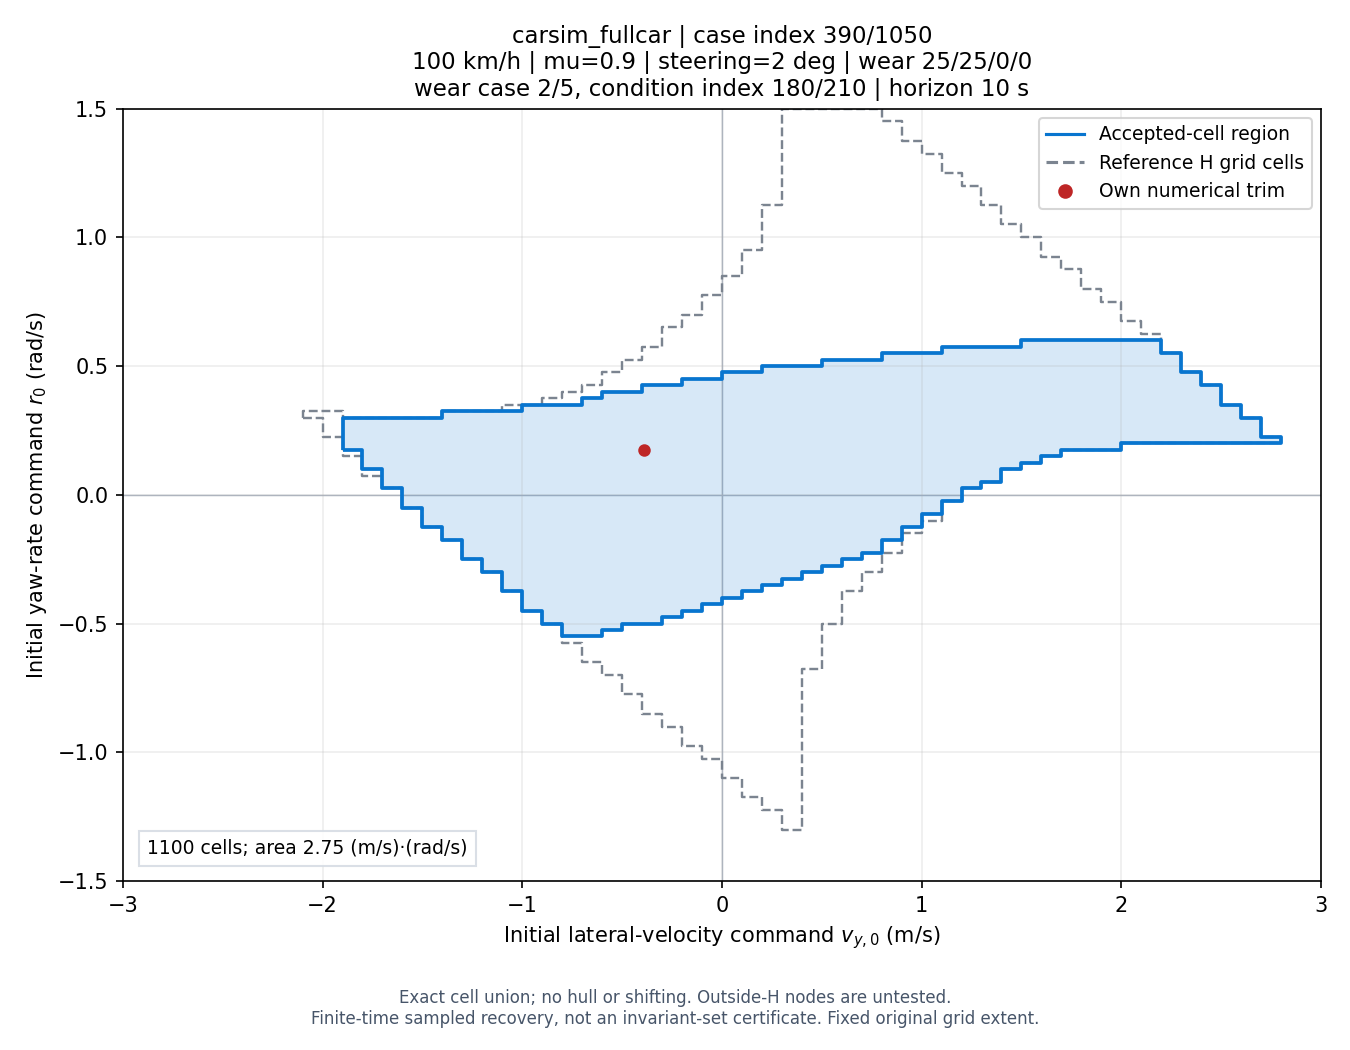 carsim_fullcar | case index 390/1050
100 km/h | mu=0.9 | steering=2 deg | wear 25/25/0/0
wear case 2/5, condition index 180/210 | horizon 10 s
Accepted-cell region
Reference H grid cells
Own numerical trim
1.5
1.0
0.5
0.0
−0.5
−1.0
−1.5
Initial yaw-rate command r₀ (rad/s)
1100 cells; area 2.75 (m/s)·(rad/s)
−3
−2
−1
0
1
2
3
Initial lateral-velocity command v_{y,0} (m/s)
Exact cell union; no hull or shifting. Outside-H nodes are untested.
Finite-time sampled recovery, not an invariant-set certificate. Fixed original grid extent.